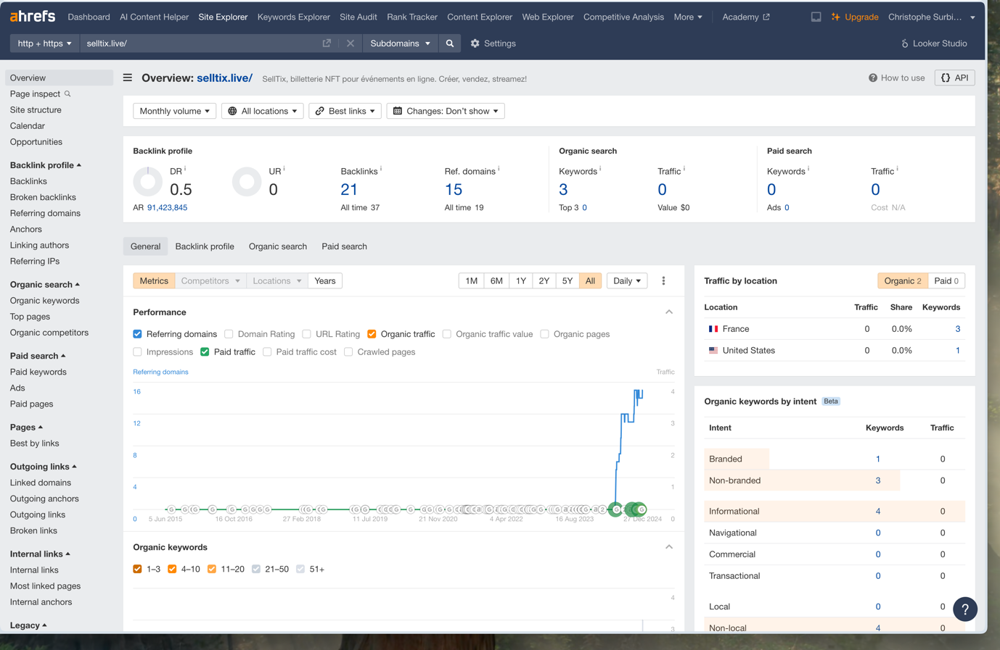 ahrefs Dashboard AI Content Helper Site Explorer Keywords Explorer Site Audit Rank Tracker Content Explorer Web Explorer Competitive Analysis More Academy Upgrade Christophe Surbi...
http + https selltix.live/ Subdomains Settings Looker Studio
Overview
Page inspect
Site structure
Calendar
Opportunities
Backlink profile
Backlinks
Broken backlinks
Referring domains
Anchors
Linking authors
Referring IPs
Organic search
Organic keywords
Top pages
Organic competitors
Paid search
Paid keywords
Ads
Paid pages
Pages
Best by links
Outgoing links
Linked domains
Outgoing anchors
Outgoing links
Broken links
Internal links
Internal links
Most linked pages
Internal anchors
Legacy
Overview: selltix.live/ SellTix, billetterie NFT pour événements en ligne. Créer, vendez, streamez! How to use {} API
Monthly volume All locations Best links Changes: Don't show
Backlink profile
DR i UR i Backlinks i Ref. domains i
0.5 0 21 15
AR 91,423,845 All time 37 All time 19
Organic search
Keywords i Traffic i
3 0
Top 3 0 Value $0
Paid search
Keywords i Traffic i
0 0
Ads 0 Cost N/A
General Backlink profile Organic search Paid search
Metrics Competitors Locations Years 1M 6M 1Y 2Y 5Y All Daily
Performance
Referring domains Domain Rating URL Rating Organic traffic Organic traffic value Organic pages
Impressions Paid traffic Paid traffic cost Crawled pages
Referring domains Traffic
16 4
12 3
8 2
4 1
0 5 Jun 2015 16 Oct 2016 27 Feb 2018 11 Jul 2019 21 Nov 2020 4 Apr 2022 16 Aug 2023 27 Dec 2024 0
Organic keywords
1–3 4–10 11–20 21–50 51+
4
3
Traffic by location Organic 2 Paid 0
Location Traffic Share Keywords
France 0 0.0% 3
United States 0 0.0% 1
Organic keywords by intent Beta
Intent Keywords Traffic
Branded 1 0
Non-branded 3 0
Informational 4 0
Navigational 0 0
Commercial 0 0
Transactional 0 0
Local 0 0
Non-local 4 0
?